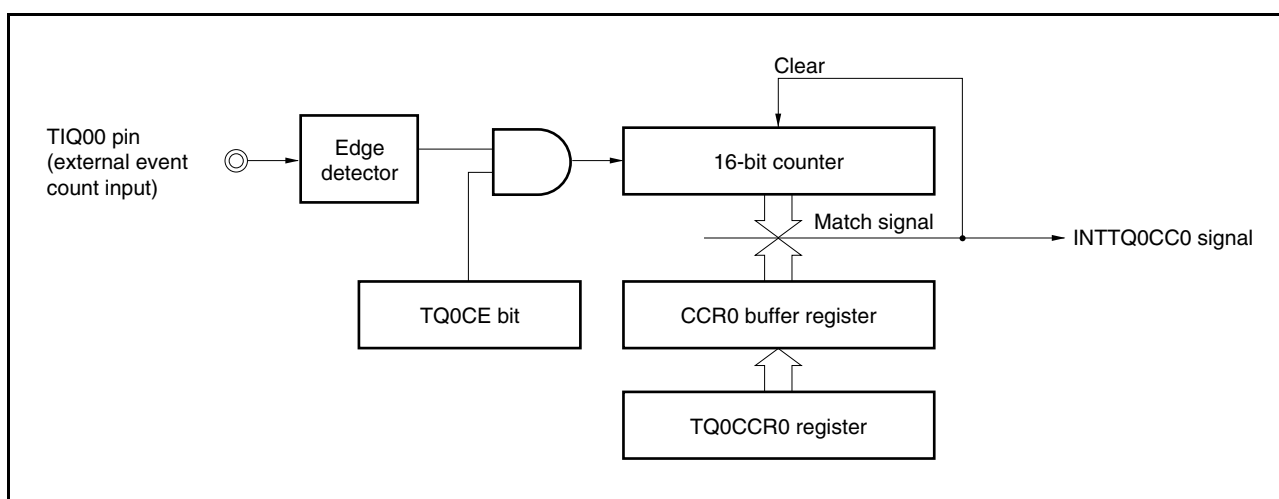 Clear
TIQ00 pin
(external event
count input)
Edge
detector
16-bit counter
Match signal
INTTQ0CC0 signal
TQ0CE bit
CCR0 buffer register
TQ0CCR0 register